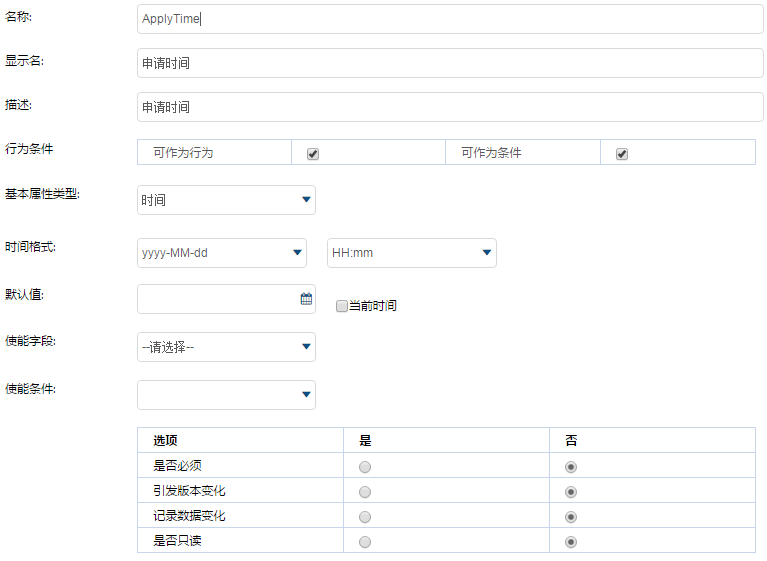 名称: ApplyTime
显示名: 申请时间
描述: 申请时间
行为条件 可作为行为 可作为条件
基本属性类型: 时间
时间格式: yyyy-MM-dd HH:mm
默认值: 当前时间
使能字段: --请选择--
使能条件:
选项 是 否
是否必须
引发版本变化
记录数据变化
是否只读